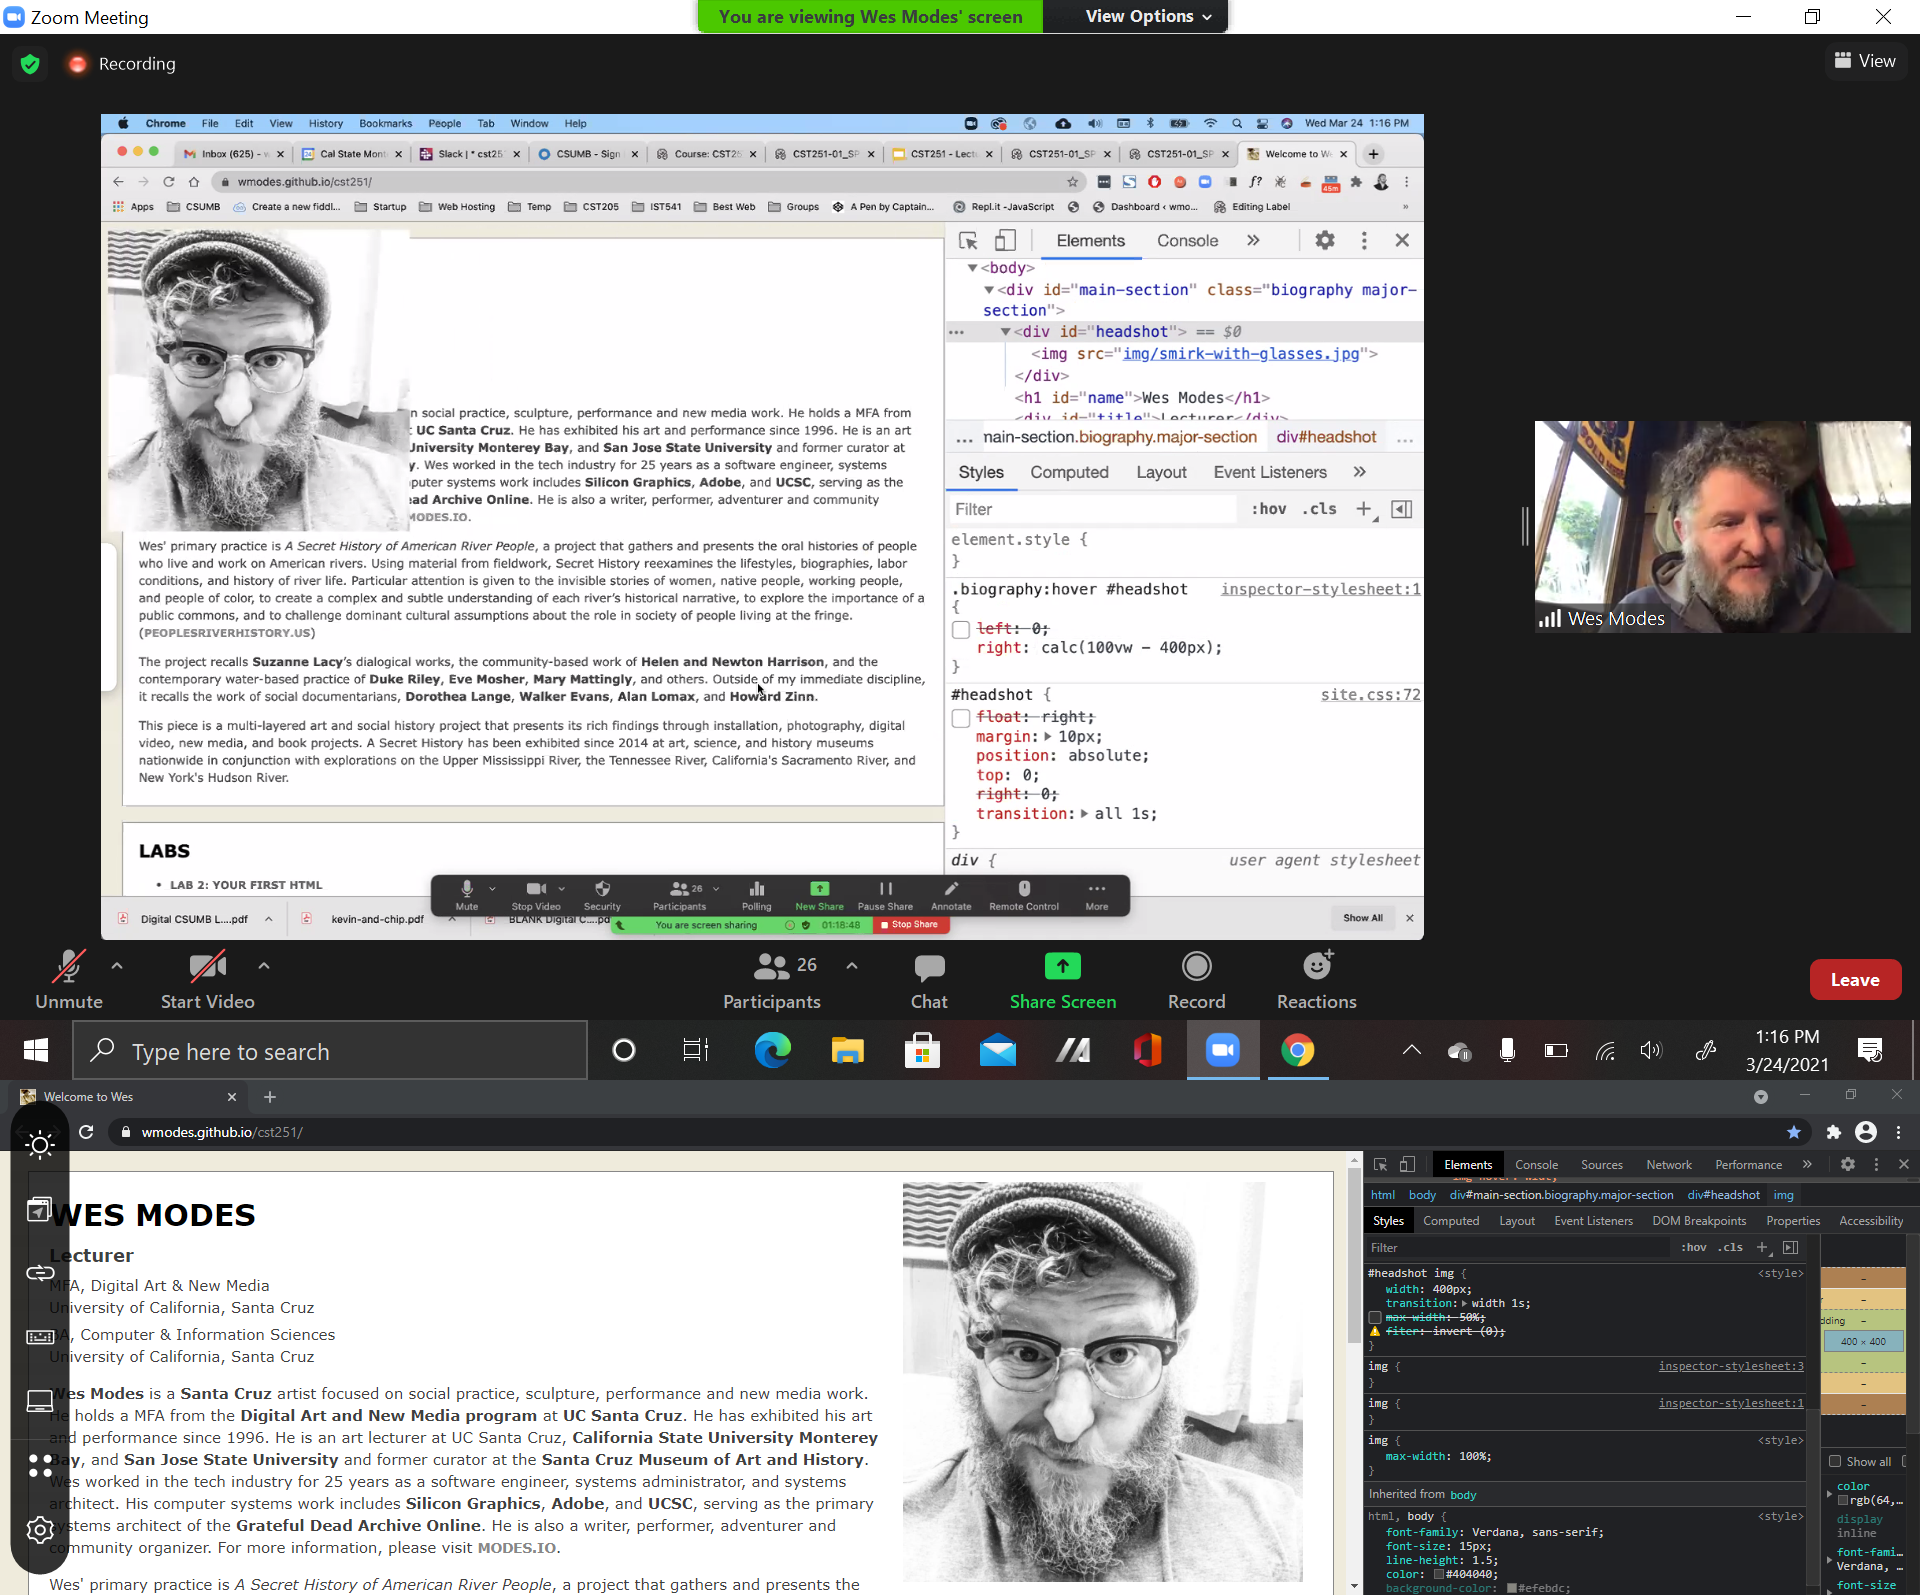 Zoom Meeting
You are viewing Wes Modes' screen
View Options
Recording
View
Chrome File Edit View History Bookmarks People Tab Window Help
Wed Mar 24 1:16 PM
Inbox (625) - w
Cal State Mont
Slack | * cst25
CSUMB - Sign
Course: CST25
CST251-01_SP
CST251 - Lect
CST251-01_SP
CST251-01_SP
Welcome to W
wmodes.github.io/cst251/
45m
Apps CSUMB Create a new fiddl... Startup Web Hosting Temp CST205 IST541 Best Web Groups A Pen by Captain... Repl.it -JavaScript Dashboard ‹ wmo... Editing Label »
n social practice, sculpture, performance and new media work. He holds a MFA from
UC Santa Cruz. He has exhibited his art and performance since 1996. He is an art
University Monterey Bay, and San Jose State University and former curator at
y. Wes worked in the tech industry for 25 years as a software engineer, systems
puter systems work includes Silicon Graphics, Adobe, and UCSC, serving as the
ad Archive Online. He is also a writer, performer, adventurer and community
MODES.IO.
Wes' primary practice is A Secret History of American River People, a project that gathers and presents the oral histories of people
who live and work on American rivers. Using material from fieldwork, Secret History reexamines the lifestyles, biographies, labor
conditions, and history of river life. Particular attention is given to the invisible stories of women, native people, working people,
and people of color, to create a complex and subtle understanding of each river's historical narrative, to explore the importance of a
public commons, and to challenge dominant cultural assumptions about the role in society of people living at the fringe.
(PEOPLESRIVERHISTORY.US)
The project recalls Suzanne Lacy's dialogical works, the community-based work of Helen and Newton Harrison, and the
contemporary water-based practice of Duke Riley, Eve Mosher, Mary Mattingly, and others. Outside of my immediate discipline,
it recalls the work of social documentarians, Dorothea Lange, Walker Evans, Alan Lomax, and Howard Zinn.
This piece is a multi-layered art and social history project that presents its rich findings through installation, photography, digital
video, new media, and book projects. A Secret History has been exhibited since 2014 at art, science, and history museums
nationwide in conjunction with explorations on the Upper Mississippi River, the Tennessee River, California's Sacramento River, and
New York's Hudson River.
LABS
• LAB 2: YOUR FIRST HTML
Elements Console »
<body>
<div id="main-section" class="biography major-
section">
... <div id="headshot"> == $0
<img src="img/smirk-with-glasses.jpg">
</div>
<h1 id="name">Wes Modes</h1>
<div id="title">Lecturer</div>
... nain-section.biography.major-section div#headshot ...
Styles Computed Layout Event Listeners »
Filter :hov .cls +
element.style {
}
.biography:hover #headshot inspector-stylesheet:1
{
left: 0;
right: calc(100vw - 400px);
}
#headshot { site.css:72
float: right;
margin: 10px;
position: absolute;
top: 0;
right: 0;
transition: all 1s;
}
div { user agent stylesheet
Mute Stop Video Security Participants 26 Polling New Share Pause Share Annotate Remote Control More
You are screen sharing 01:18:48 Stop Share
Digital CSUMB L....pdf kevin-and-chip.pdf BLANK Digital C....pd
Show All
Wes Modes
Unmute Start Video Participants 26 Chat Share Screen Record Reactions Leave
Type here to search
1:16 PM
3/24/2021
Welcome to Wes
wmodes.github.io/cst251/
WES MODES
Lecturer
MFA, Digital Art & New Media
University of California, Santa Cruz
BA, Computer & Information Sciences
University of California, Santa Cruz
Wes Modes is a Santa Cruz artist focused on social practice, sculpture, performance and new media work.
He holds a MFA from the Digital Art and New Media program at UC Santa Cruz. He has exhibited his art
and performance since 1996. He is an art lecturer at UC Santa Cruz, California State University Monterey
Bay, and San Jose State University and former curator at the Santa Cruz Museum of Art and History.
Wes worked in the tech industry for 25 years as a software engineer, systems administrator, and systems
architect. His computer systems work includes Silicon Graphics, Adobe, and UCSC, serving as the primary
systems architect of the Grateful Dead Archive Online. He is also a writer, performer, adventurer and
community organizer. For more information, please visit MODES.IO.
Wes' primary practice is A Secret History of American River People, a project that gathers and presents the
Elements Console Sources Network Performance »
html body div#main-section.biography.major-section div#headshot img
Styles Computed Layout Event Listeners DOM Breakpoints Properties Accessibility
Filter :hov .cls +
#headshot img { <style>
width: 400px;
transition: width 1s;
max-width: 50%;
fiter: invert (0);
}
img { inspector-stylesheet:3
}
img { inspector-stylesheet:1
}
img { <style>
max-width: 100%;
}
Inherited from body
html, body { <style>
font-family: Verdana, sans-serif;
font-size: 15px;
line-height: 1.5;
color: #404040;
background-color: #efebdc;
dding
400 × 400
Show all
color
rgb(64,...
display
inline
font-fami...
Verdana, ...
font-size